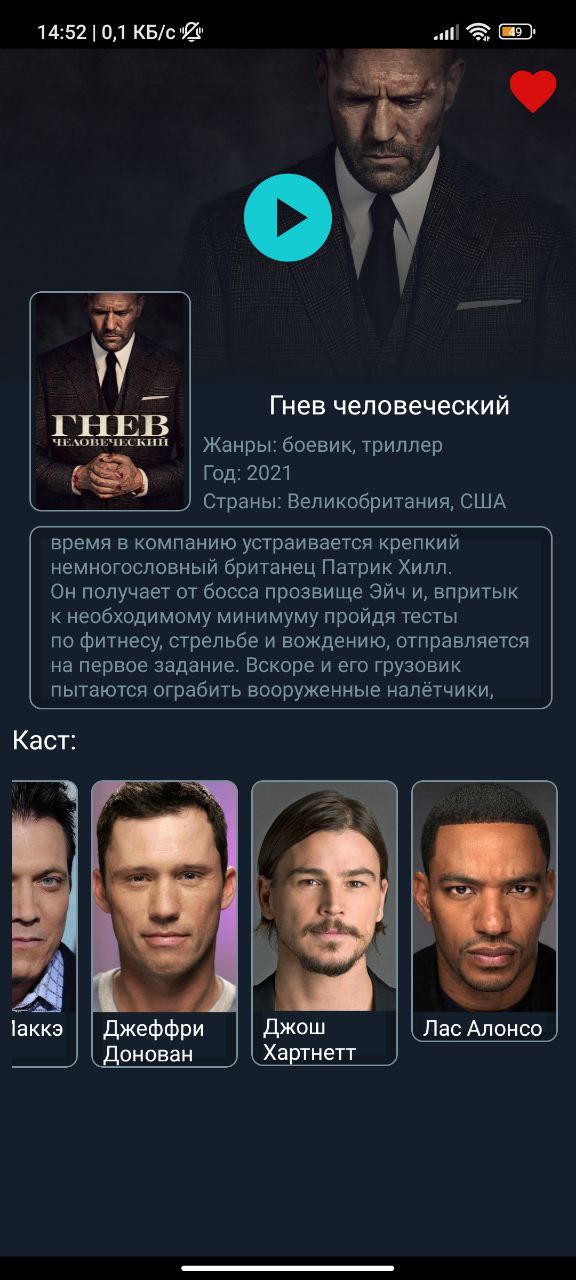 14:52 | 0,1 КБ/с
49
ГНЕВ
ЧЕЛОВЕЧЕСКИЙ
Гнев человеческий
Жанры: боевик, триллер
Год: 2021
Страны: Великобритания, США
время в компанию устраивается крепкий
немногословный британец Патрик Хилл.
Он получает от босса прозвище Эйч и, впритык
к необходимому минимуму пройдя тесты
по фитнесу, стрельбе и вождению, отправляется
на первое задание. Вскоре и его грузовик
пытаются ограбить вооруженные налётчики,
Каст:
Джеффри
Донован
Джош
Хартнетт
Лас Алонсо